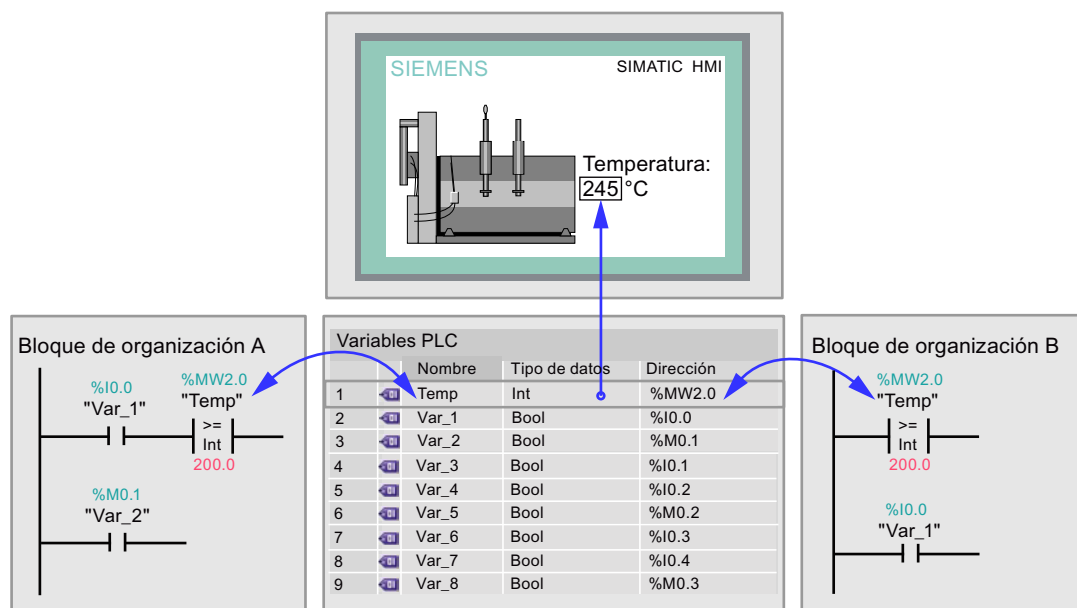 SIEMENS
SIMATIC HMI
Temperatura:
245 °C
Bloque de organización A
%I0.0
"Var_1"
%MW2.0
"Temp"
>=
Int
200.0
%M0.1
"Var_2"
Variables PLC
Nombre Tipo de datos Dirección
1 Temp Int %MW2.0
2 Var_1 Bool %I0.0
3 Var_2 Bool %M0.1
4 Var_3 Bool %I0.1
5 Var_4 Bool %I0.2
6 Var_5 Bool %M0.2
7 Var_6 Bool %I0.3
8 Var_7 Bool %I0.4
9 Var_8 Bool %M0.3
Bloque de organización B
%MW2.0
"Temp"
>=
Int
200.0
%I0.0
"Var_1"